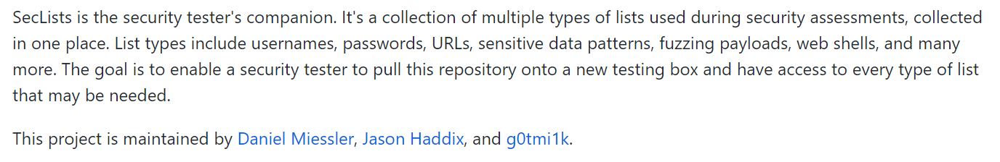 SecLists is the security tester's companion. It's a collection of multiple types of lists used during security assessments, collected
in one place. List types include usernames, passwords, URLs, sensitive data patterns, fuzzing payloads, web shells, and many
more. The goal is to enable a security tester to pull this repository onto a new testing box and have access to every type of list
that may be needed.
This project is maintained by Daniel Miessler, Jason Haddix, and g0tmi1k.